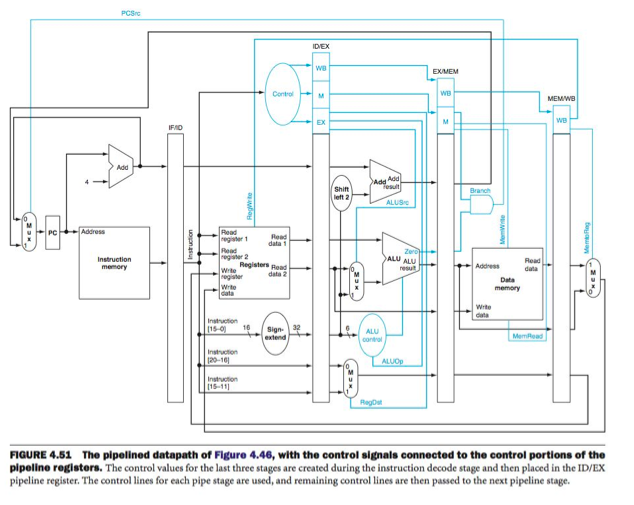 PCSrc
ID/EX
WB
EX/MEM
Control
M
WB
MEM/WB
EX
M
WB
IF/ID
Add
4
Shift
left 2
Add
Add
result
ALUSrc
Branch
RegWrite
MemWrite
MemtoReg
0
M
u
x
1
PC
Address
Instruction
memory
Instruction
Read
register 1
Read
register 2
Write
register
Write
data
Registers
Read
data 1
Read
data 2
0
M
u
x
1
Zero
ALU
ALU
result
Address
Read
data
Data
memory
Write
data
1
M
u
x
0
Instruction
[15–0]
16
Sign-
extend
32
6
ALU
control
MemRead
Instruction
[20–16]
ALUOp
Instruction
[15–11]
0
M
u
x
1
RegDst
FIGURE 4.51 The pipelined datapath of Figure 4.46, with the control signals connected to the control portions of the
pipeline registers. The control values for the last three stages are created during the instruction decode stage and then placed in the ID/EX
pipeline register. The control lines for each pipe stage are used, and remaining control lines are then passed to the next pipeline stage.